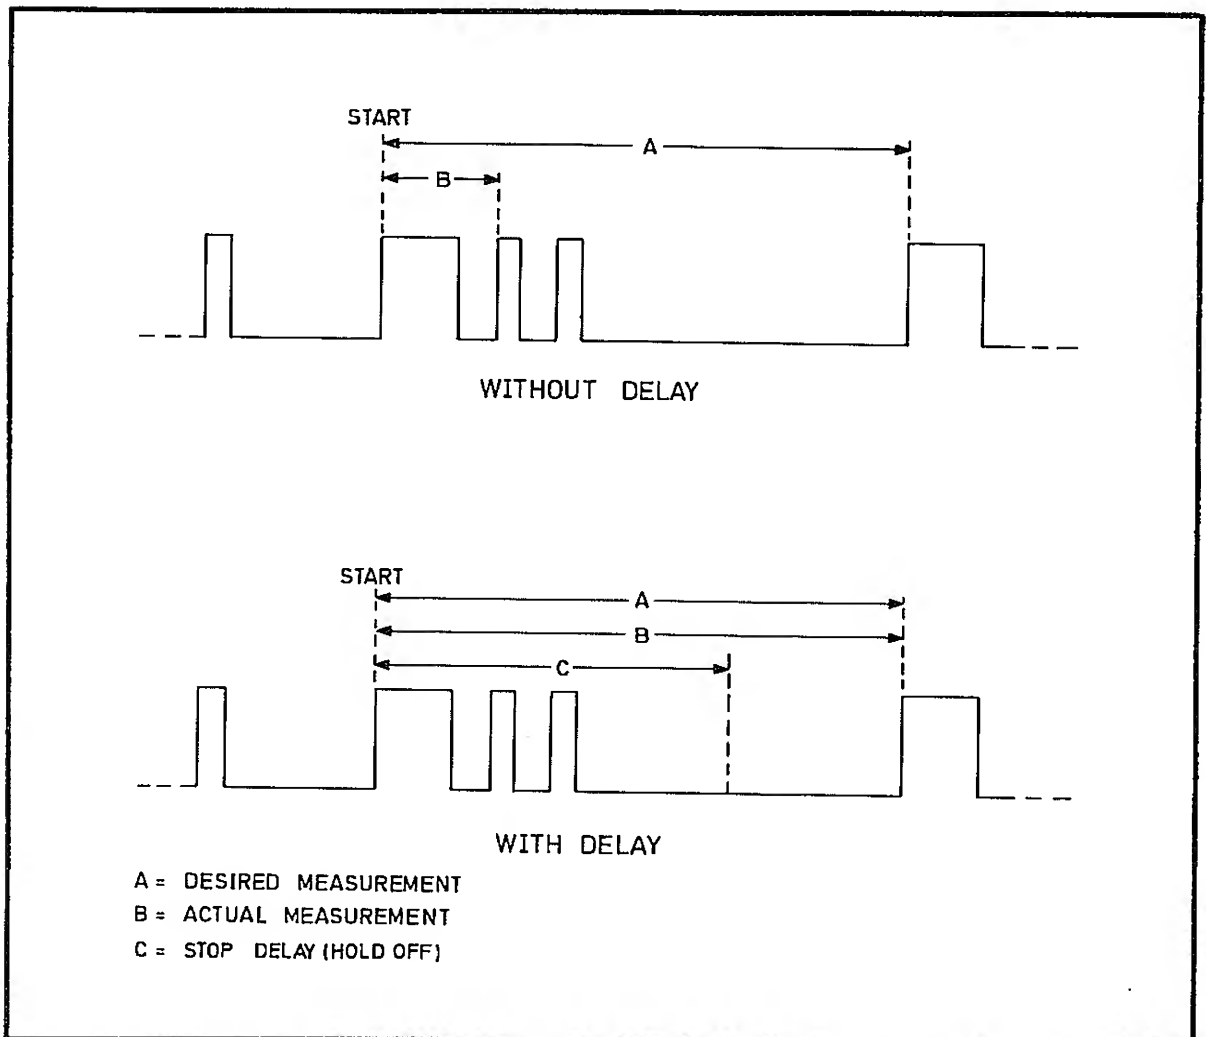 START
A
B
WITHOUT DELAY
START
A
B
C
WITH DELAY
A = DESIRED MEASUREMENT
B = ACTUAL MEASUREMENT
C = STOP DELAY (HOLD OFF)